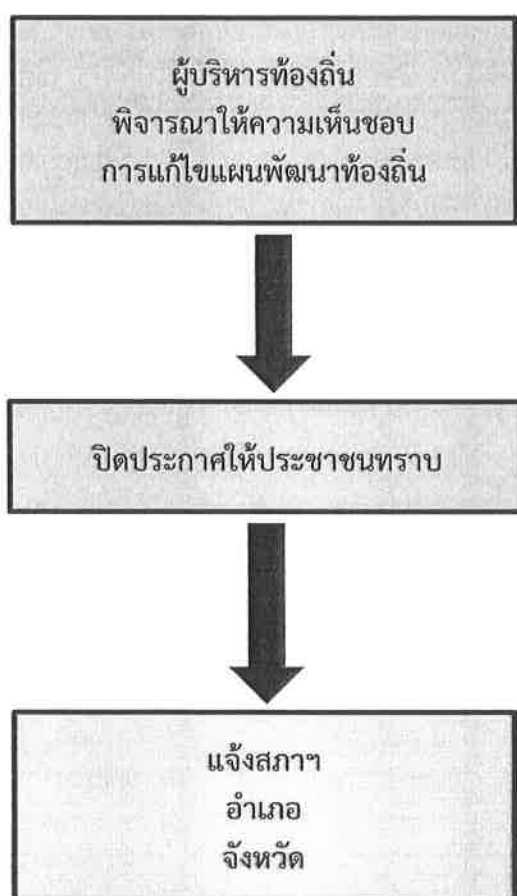 ผู้บริหารท้องถิ่น
พิจารณาให้ความเห็นชอบ
การแก้ไขแผนพัฒนาท้องถิ่น
ปิดประกาศให้ประชาชนทราบ
แจ้งสภาฯ
อำเภอ
จังหวัด